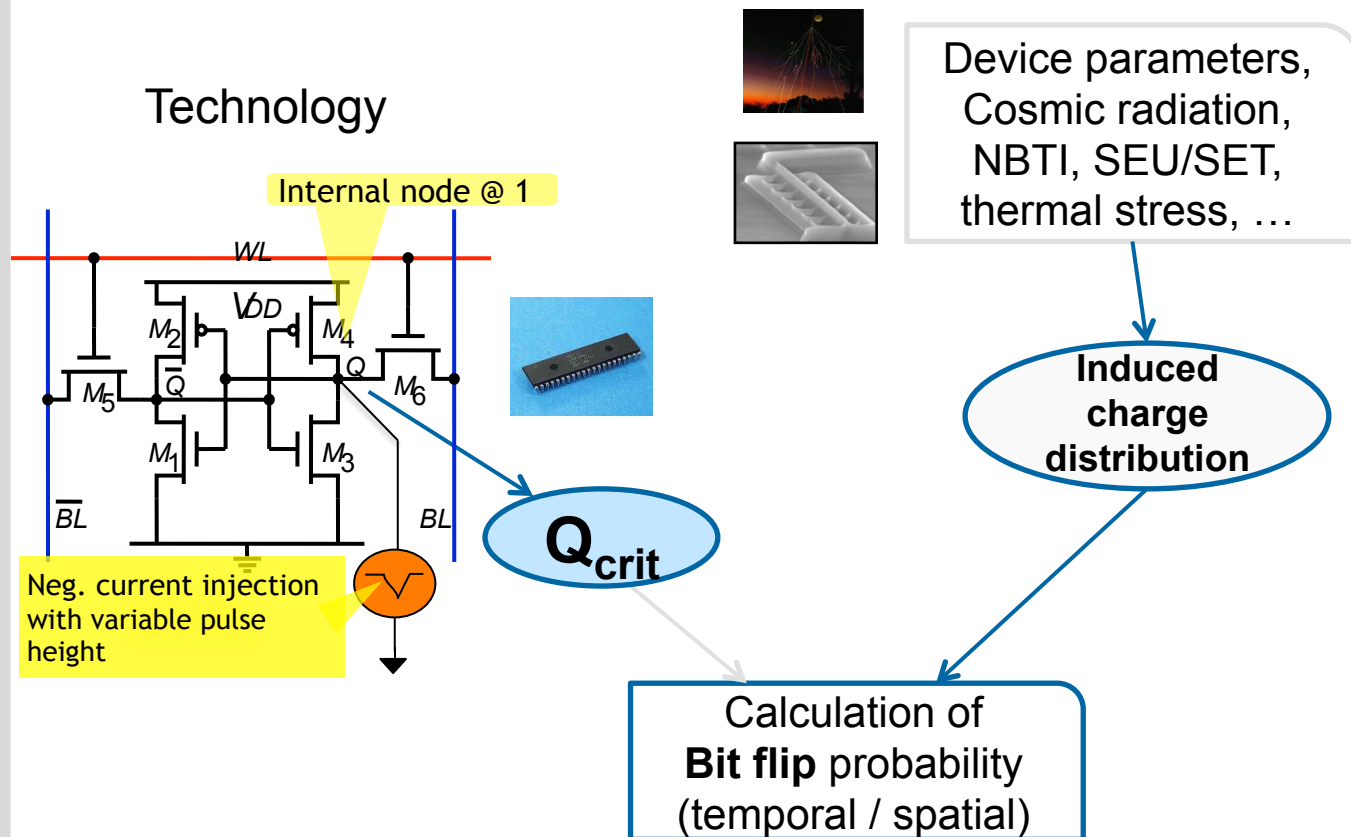 Technology
Internal node @ 1
WL
VDD
M2
M4
Q
Q̅
M5
M6
M1
M3
B̅L̅
BL
Neg. current injection
with variable pulse
height
Qcrit
Device parameters,
Cosmic radiation,
NBTI, SEU/SET,
thermal stress, …
Induced
charge
distribution
Calculation of
Bit flip probability
(temporal / spatial)